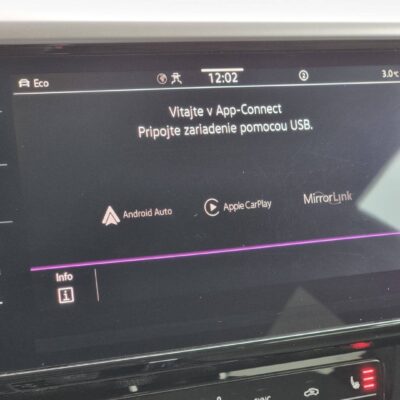 Eco
12:02
3.0°C
Vitajte v App-Connect
Pripojte zariadenie pomocou USB.
Android Auto
Apple CarPlay
MirrorLink
Info